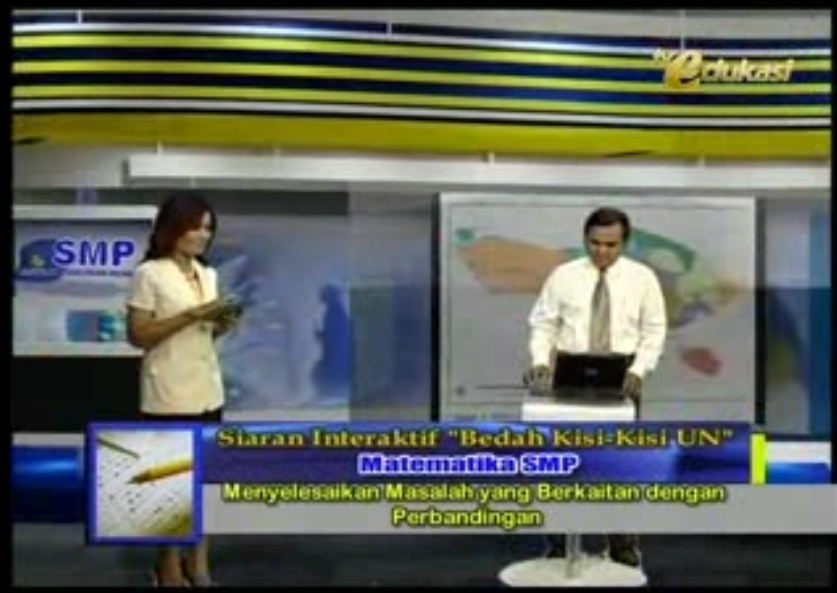 tv edukasi
SMP
Siaran Interaktif "Bedah Kisi-Kisi UN"
Matematika SMP
Menyelesaikan Masalah yang Berkaitan dengan
Perbandingan